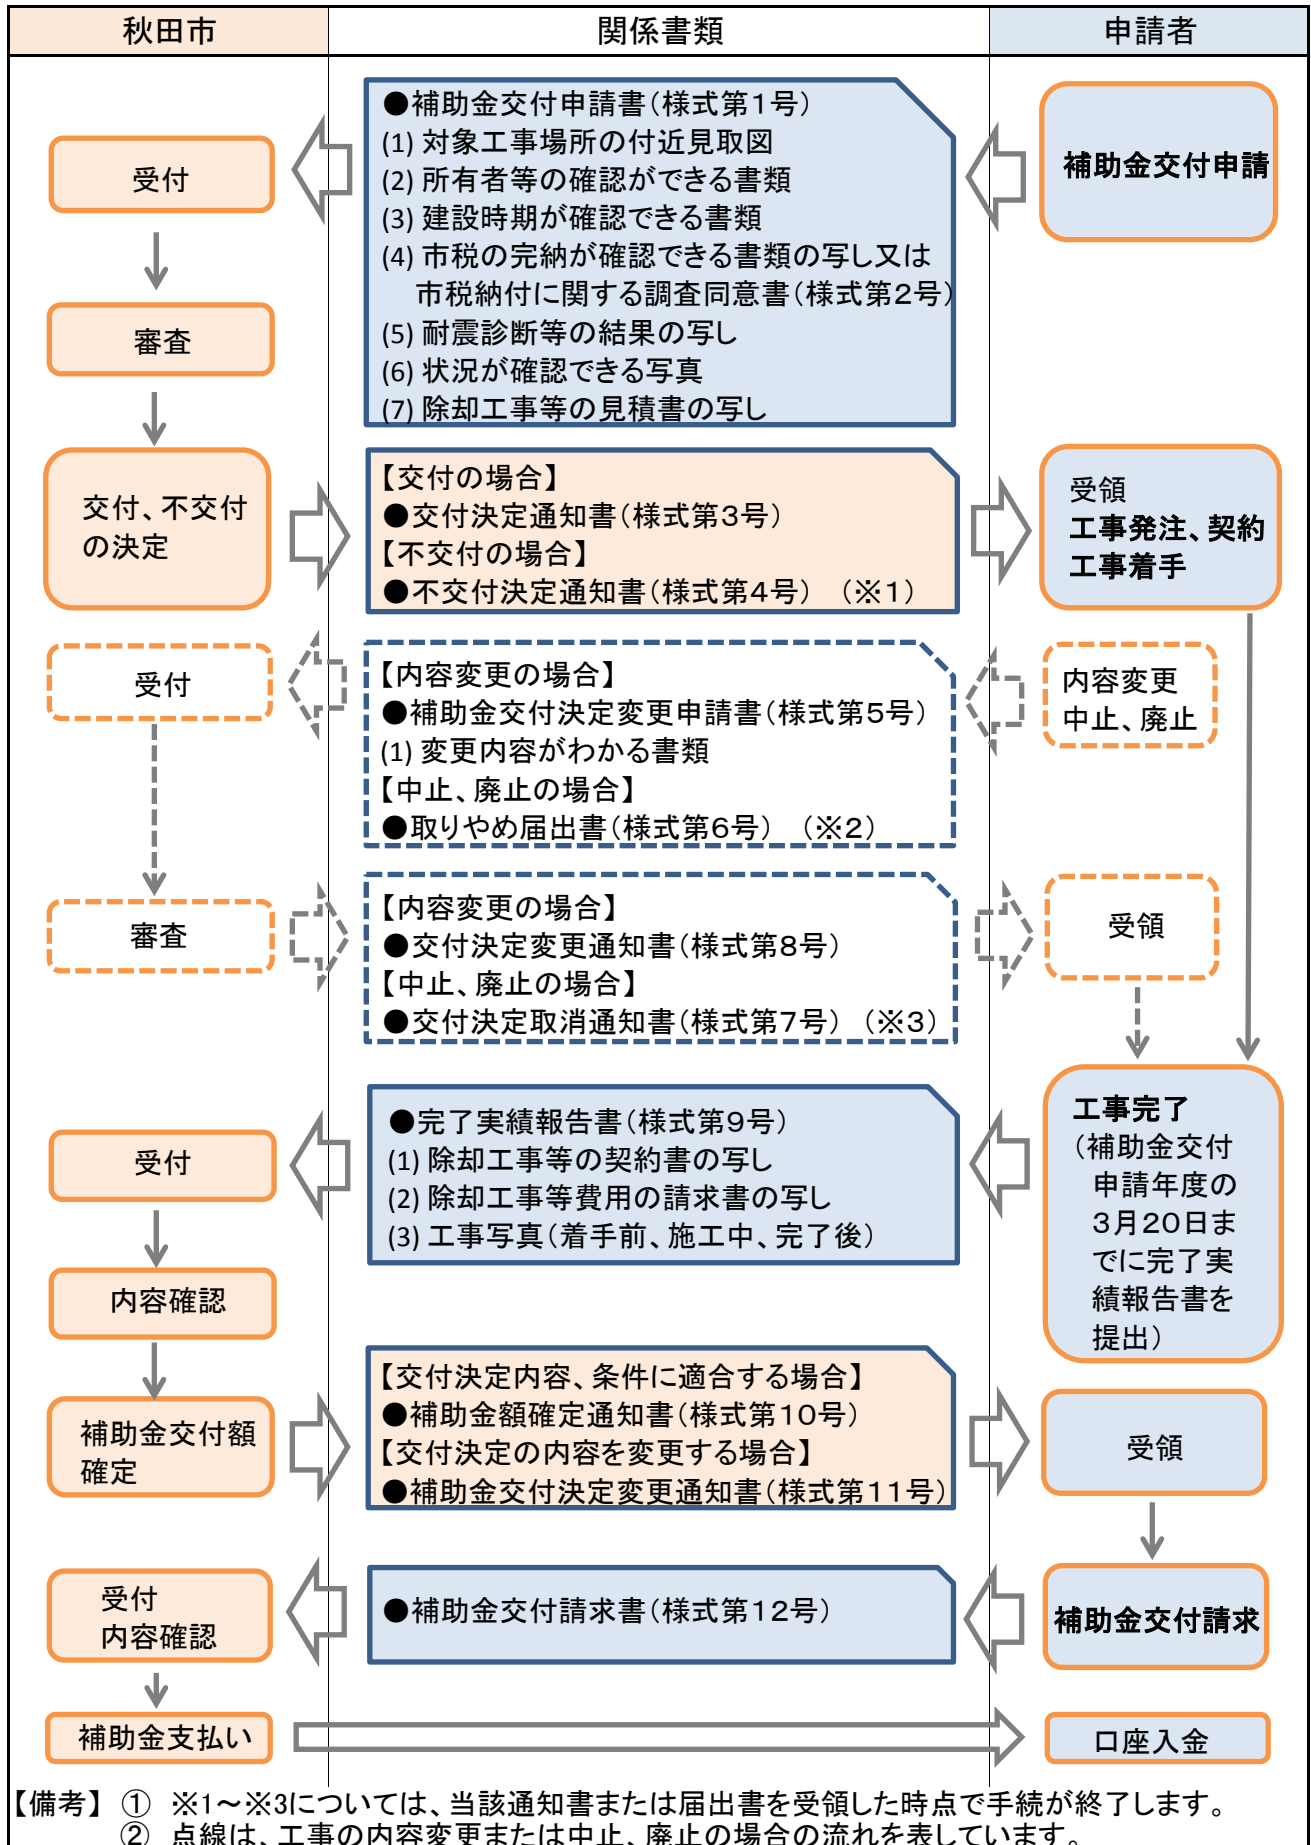 秋田市
関係書類
申請者
補助金交付申請
●補助金交付申請書(様式第1号)
(1) 対象工事場所の付近見取図
(2) 所有者等の確認ができる書類
(3) 建設時期が確認できる書類
(4) 市税の完納が確認できる書類の写し又は
市税納付に関する調査同意書(様式第2号)
(5) 耐震診断等の結果の写し
(6) 状況が確認できる写真
(7) 除却工事等の見積書の写し
受付
審査
交付、不交付
の決定
【交付の場合】
●交付決定通知書(様式第3号)
【不交付の場合】
●不交付決定通知書(様式第4号) (※1)
受領
工事発注、契約
工事着手
内容変更
中止、廃止
【内容変更の場合】
●補助金交付決定変更申請書(様式第5号)
(1) 変更内容がわかる書類
【中止、廃止の場合】
●取りやめ届出書(様式第6号) (※2)
受付
審査
【内容変更の場合】
●交付決定変更通知書(様式第8号)
【中止、廃止の場合】
●交付決定取消通知書(様式第7号) (※3)
受領
工事完了
(補助金交付
申請年度の
3月20日ま
でに完了実
績報告書を
提出)
●完了実績報告書(様式第9号)
(1) 除却工事等の契約書の写し
(2) 除却工事等費用の請求書の写し
(3) 工事写真(着手前、施工中、完了後)
受付
内容確認
補助金交付額
確定
【交付決定内容、条件に適合する場合】
●補助金額確定通知書(様式第10号)
【交付決定の内容を変更する場合】
●補助金交付決定変更通知書(様式第11号)
受領
補助金交付請求
●補助金交付請求書(様式第12号)
受付
内容確認
補助金支払い
口座入金
【備考】 ① ※1～※3については、当該通知書または届出書を受領した時点で手続が終了します。
② 点線は、工事の内容変更または中止、廃止の場合の流れを表しています。